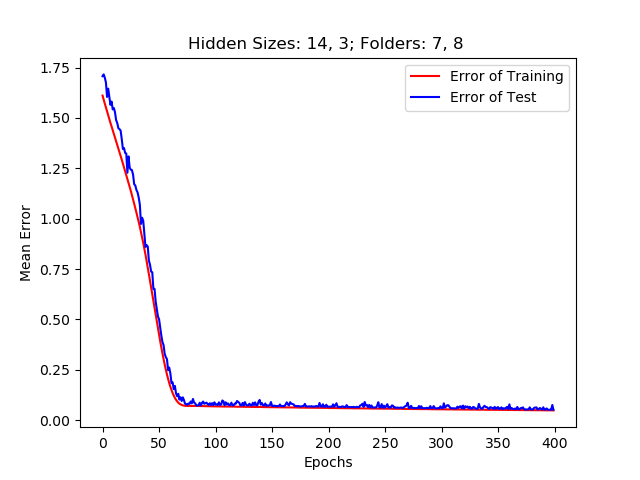 Hidden Sizes: 14, 3; Folders: 7, 8
Error of Training
Error of Test
Mean Error
1.75
1.50
1.25
1.00
0.75
0.50
0.25
0.00
0 50 100 150 200 250 300 350 400
Epochs